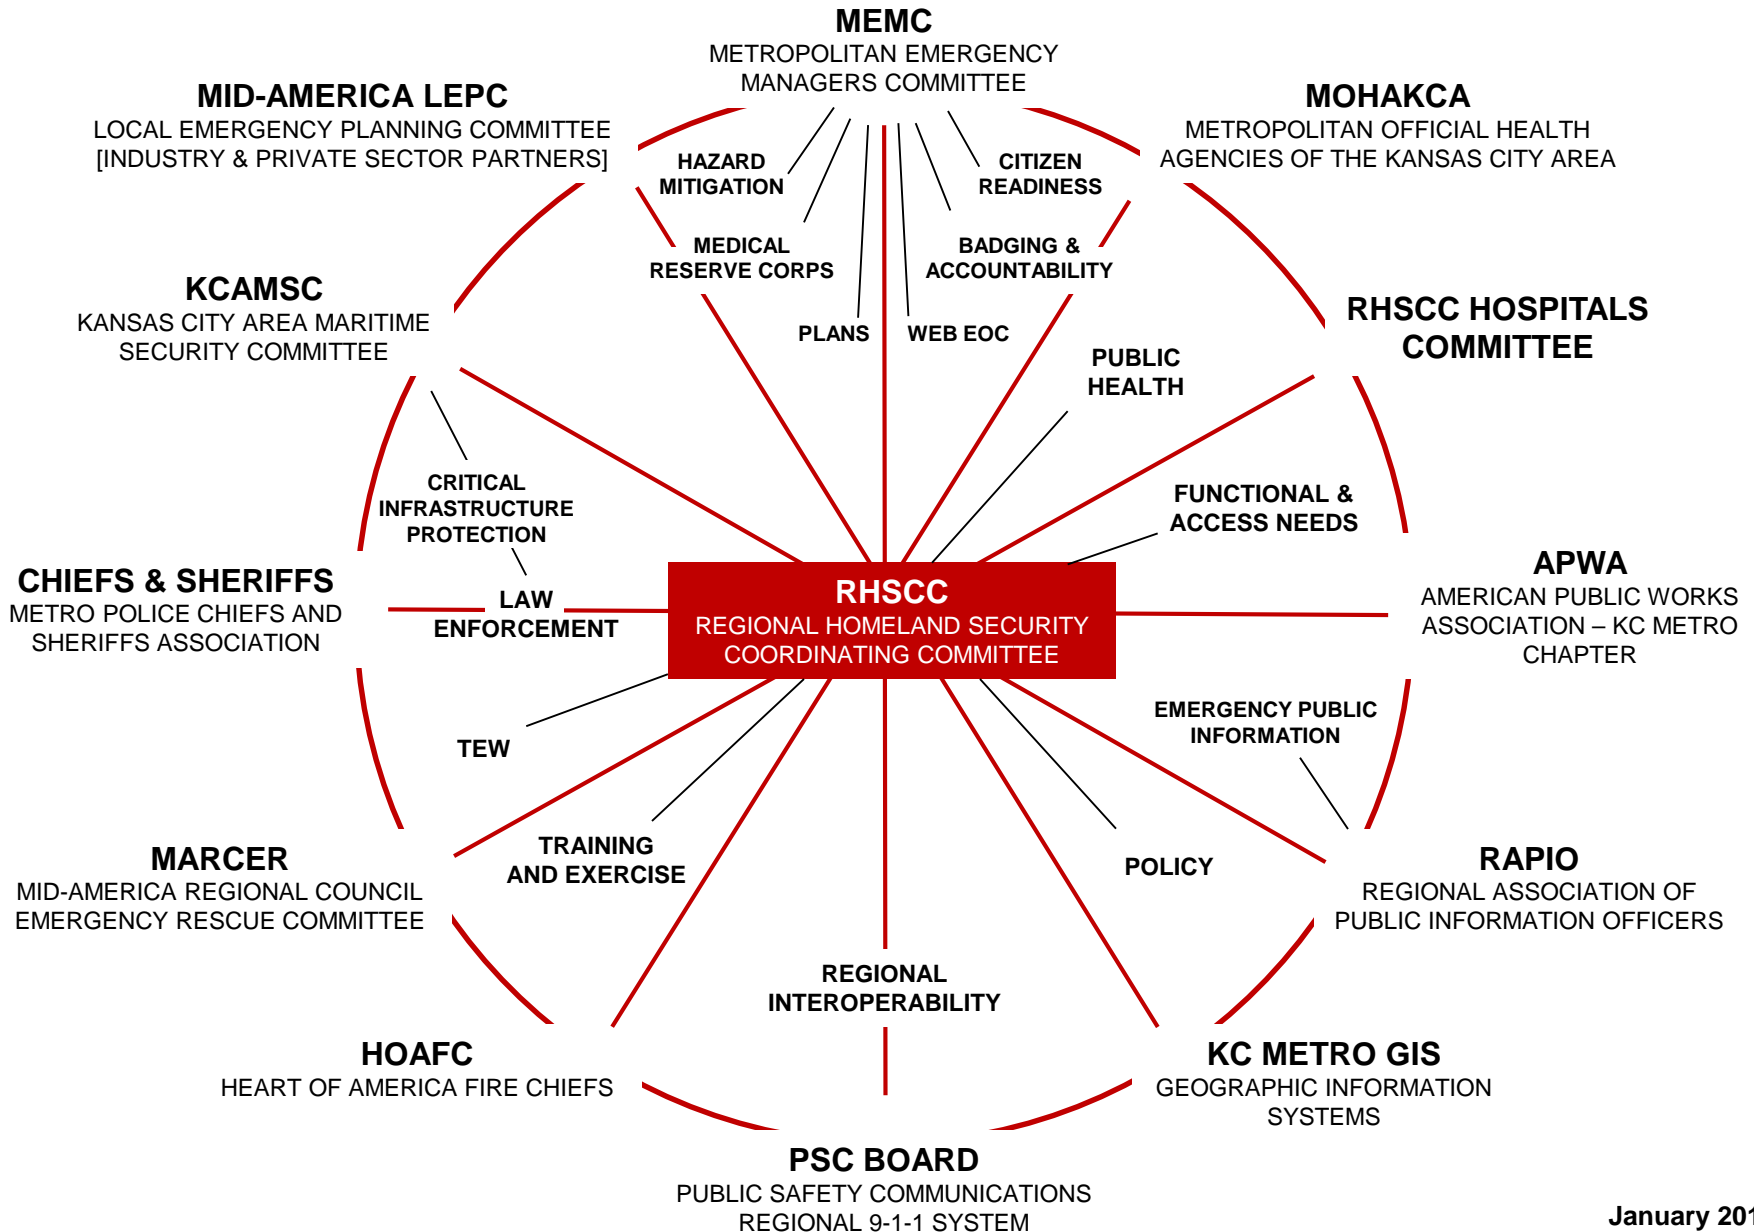 MEMC
METROPOLITAN EMERGENCY
MANAGERS COMMITTEE
MID-AMERICA LEPC
LOCAL EMERGENCY PLANNING COMMITTEE
[INDUSTRY & PRIVATE SECTOR PARTNERS]
MOHAKCA
METROPOLITAN OFFICIAL HEALTH
AGENCIES OF THE KANSAS CITY AREA
HAZARD
MITIGATION
CITIZEN
READINESS
MEDICAL
RESERVE CORPS
BADGING &
ACCOUNTABILITY
KCAMSC
KANSAS CITY AREA MARITIME
SECURITY COMMITTEE
PLANS
WEB EOC
RHSCC HOSPITALS
COMMITTEE
PUBLIC
HEALTH
CRITICAL
INFRASTRUCTURE
PROTECTION
FUNCTIONAL &
ACCESS NEEDS
CHIEFS & SHERIFFS
METRO POLICE CHIEFS AND
SHERIFFS ASSOCIATION
LAW
ENFORCEMENT
RHSCC
REGIONAL HOMELAND SECURITY
COORDINATING COMMITTEE
APWA
AMERICAN PUBLIC WORKS
ASSOCIATION – KC METRO
CHAPTER
TEW
EMERGENCY PUBLIC
INFORMATION
MARCER
MID-AMERICA REGIONAL COUNCIL
EMERGENCY RESCUE COMMITTEE
TRAINING
AND EXERCISE
POLICY
RAPIO
REGIONAL ASSOCIATION OF
PUBLIC INFORMATION OFFICERS
REGIONAL
INTEROPERABILITY
HOAFC
HEART OF AMERICA FIRE CHIEFS
KC METRO GIS
GEOGRAPHIC INFORMATION
SYSTEMS
PSC BOARD
PUBLIC SAFETY COMMUNICATIONS
REGIONAL 9-1-1 SYSTEM
January 201